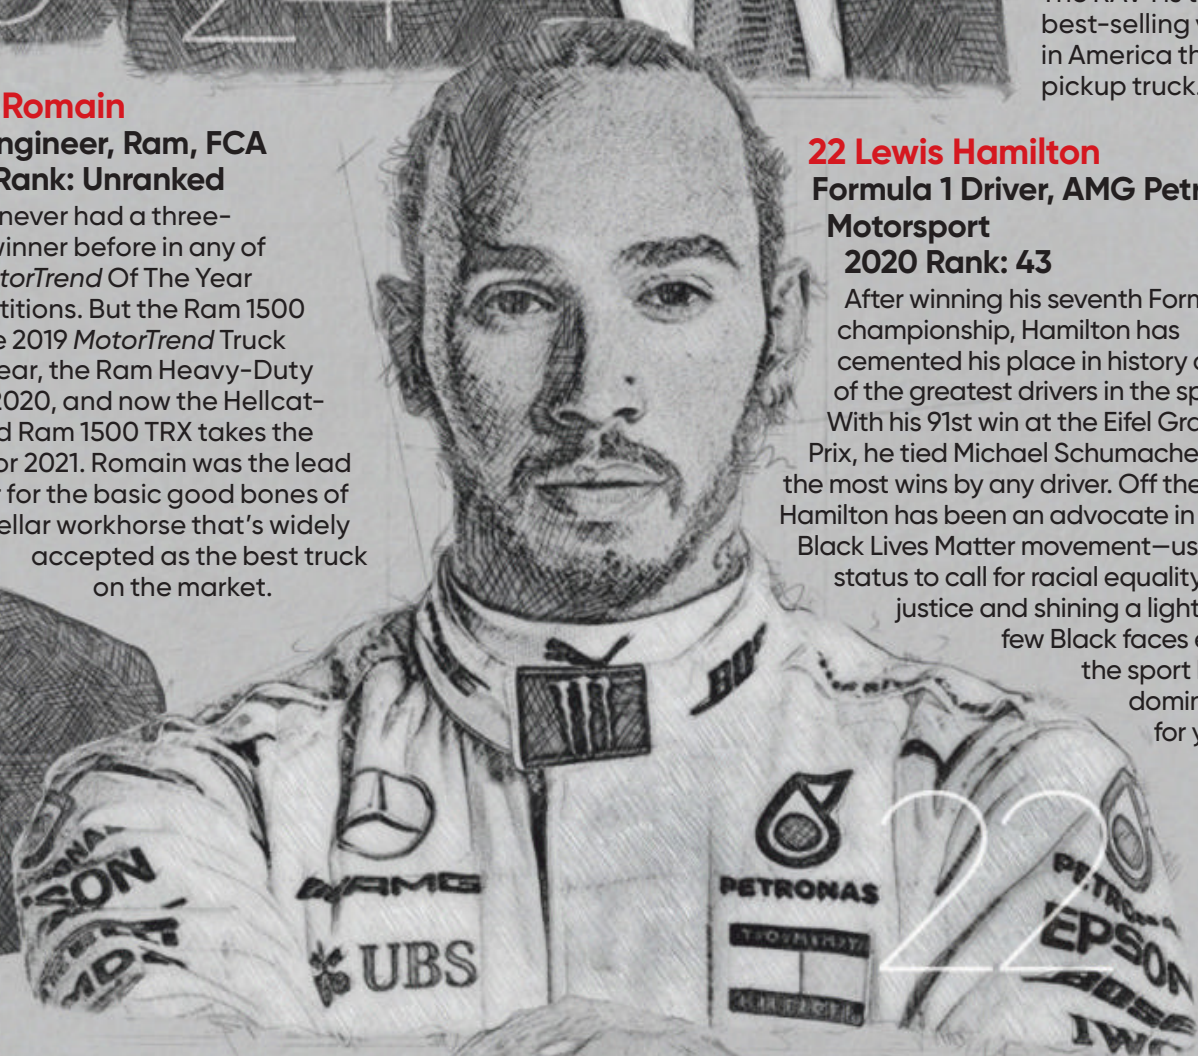 best-selling
in America th
pickup truck.
Romain
ngineer, Ram, FCA
Rank: Unranked
never had a three-
winner before in any of
torTrend Of The Year
titions. But the Ram 1500
e 2019 MotorTrend Truck
ear, the Ram Heavy-Duty
2020, and now the Hellcat-
d Ram 1500 TRX takes the
or 2021. Romain was the lead
r for the basic good bones of
ellar workhorse that's widely
accepted as the best truck
on the market.
22 Lewis Hamilton
Formula 1 Driver, AMG Petr
Motorsport
2020 Rank: 43
After winning his seventh Form
championship, Hamilton has
cemented his place in history
of the greatest drivers in the sp
With his 91st win at the Eifel Gra
Prix, he tied Michael Schumache
the most wins by any driver. Off the
Hamilton has been an advocate in
Black Lives Matter movement—us
status to call for racial equality
justice and shining a light
few Black faces
the sport
domin
for y
AMG
UBS
PETRONAS
TOMMY
HILFIGER
22
SON
PETRONAS
EPSON
BOSE
IWC